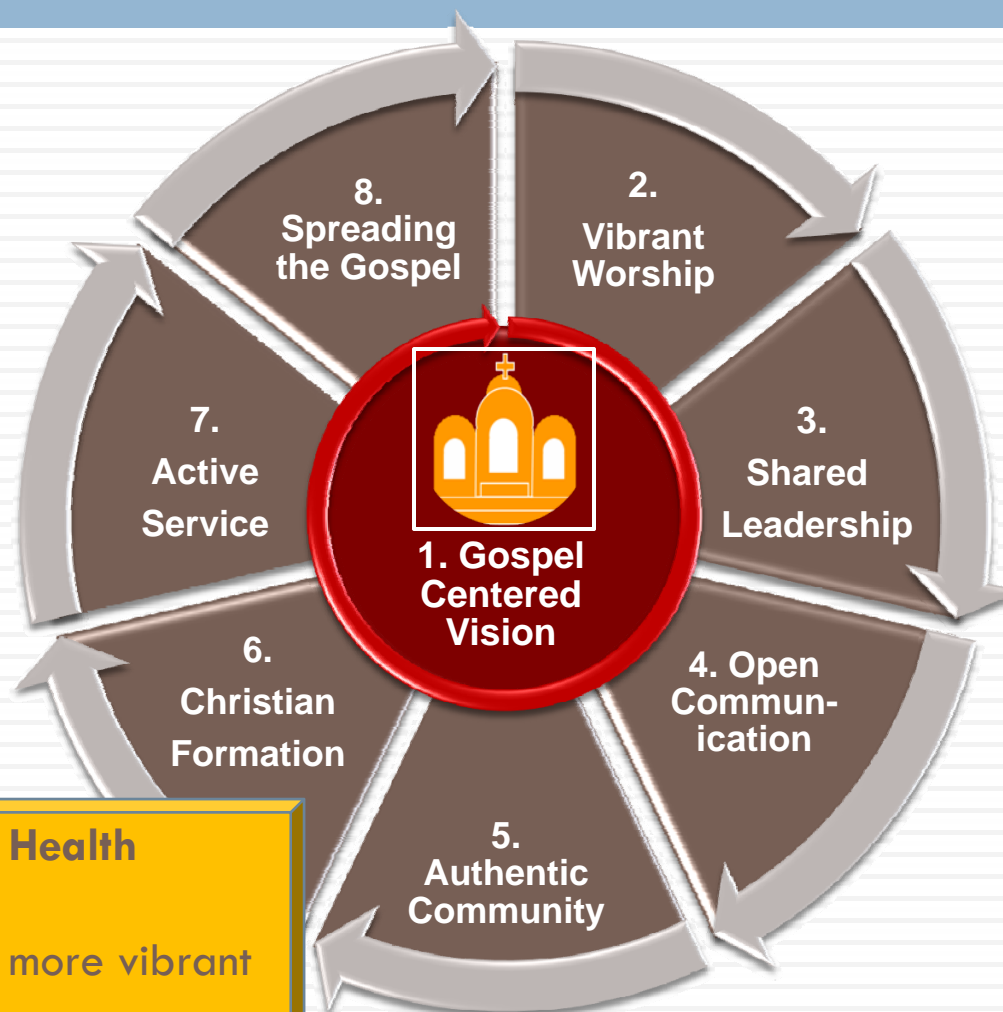 8.
Spreading
the Gospel
2.
Vibrant
Worship
7.
Active
Service
3.
Shared
Leadership
1. Gospel
Centered
Vision
6.
Christian
Formation
4. Open
Commun-
ication
5.
Authentic
Community
Health
more vibrant